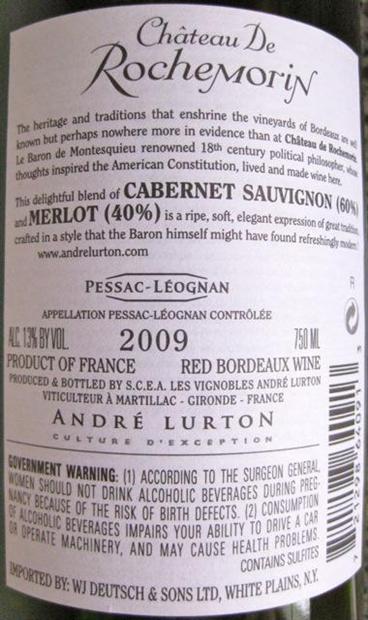 Château De
Rochemorin
The heritage and traditions that enshrine the vineyards of Bordeaux are well
known but perhaps nowhere more in evidence than at Château de Rochemorin.
Le Baron de Montesquieu renowned 18th century political philosopher, whose
thoughts inspired the American Constitution, lived and made wine here.
This delightful blend of CABERNET SAUVIGNON (60%)
and MERLOT (40%) is a ripe, soft, elegant expression of great tradition,
crafted in a style that the Baron himself might have found refreshingly modern!
www.andrelurton.com
PESSAC-LÉOGNAN
APPELLATION PESSAC-LÉOGNAN CONTRÔLÉE
R
ALC. 13% BY VOL. 2009 750 ML
PRODUCT OF FRANCE RED BORDEAUX WINE
PRODUCED & BOTTLED BY S.C.E.A. LES VIGNOBLES ANDRÉ LURTON
VITICULTEUR À MARTILLAC - GIRONDE - FRANCE
ANDRÉ LURTON
CULTURE D'EXCEPTION
GOVERNMENT WARNING: (1) ACCORDING TO THE SURGEON GENERAL,
WOMEN SHOULD NOT DRINK ALCOHOLIC BEVERAGES DURING PREG-
NANCY BECAUSE OF THE RISK OF BIRTH DEFECTS. (2) CONSUMPTION
OF ALCOHOLIC BEVERAGES IMPAIRS YOUR ABILITY TO DRIVE A CAR
OR OPERATE MACHINERY, AND MAY CAUSE HEALTH PROBLEMS.
CONTAINS SULFITES
IMPORTED BY: WJ DEUTSCH & SONS LTD, WHITE PLAINS, N.Y.
7 21298 64091 3